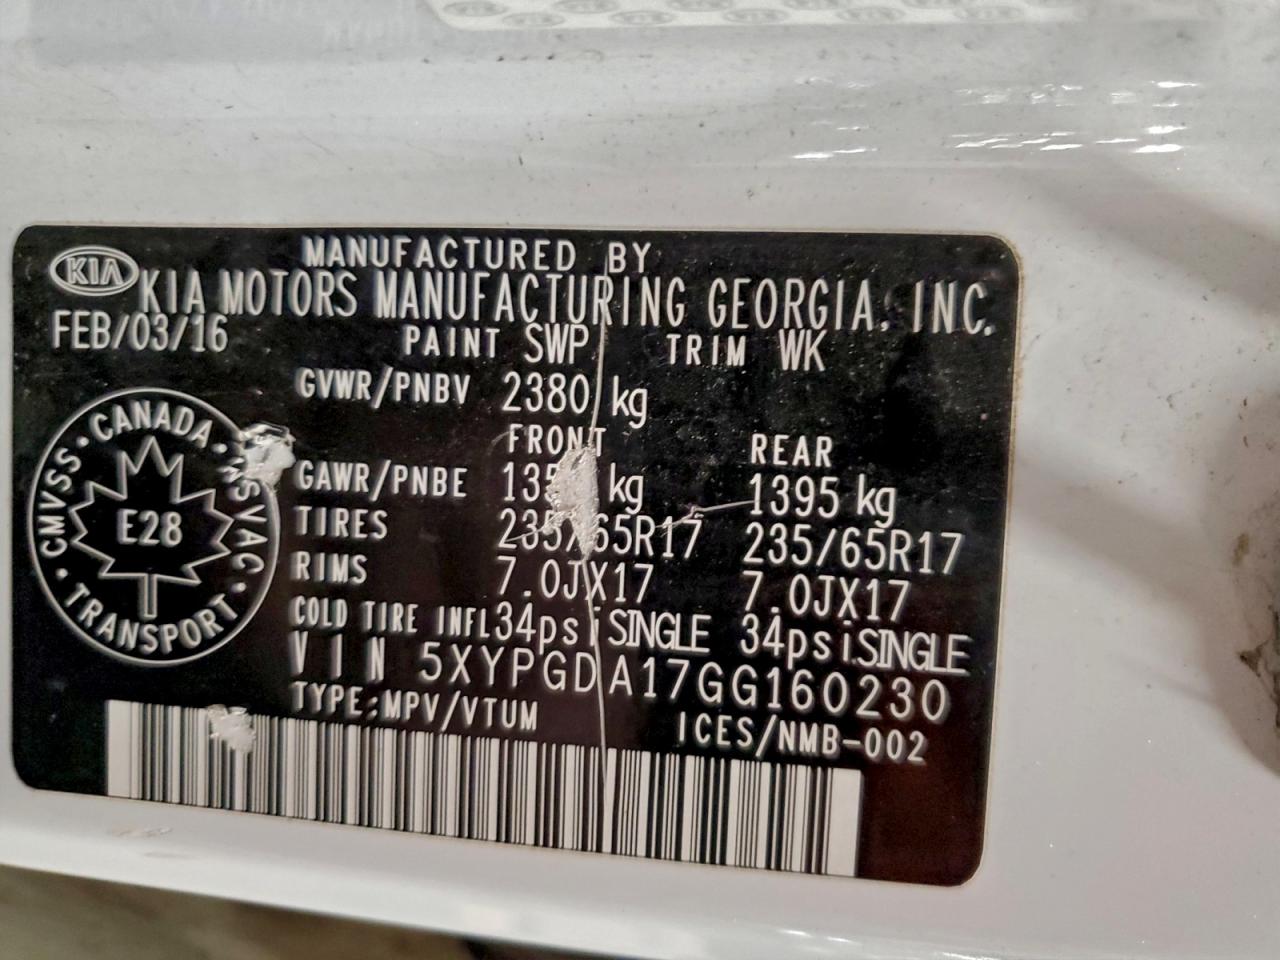 MANUFACTURED BY
KIA
KIA MOTORS MANUFACTURING GEORGIA, INC.
FEB/03/16 PAINT SWP TRIM WK
GVWR/PNBV 2380 kg
FRONT REAR
GAWR/PNBE kg 1395 kg
TIRES 235/65R17 235/65R17
RIMS 7.0JX17 7.0JX17
COLD TIRE INFL 34psi SINGLE 34psi SINGLE
VIN 5XYPGDA17GG160230
TYPE:MPV/VTUM ICES/NMB-002
CMVSS • CANADA • NSVAC • TRANSPORT •
E28